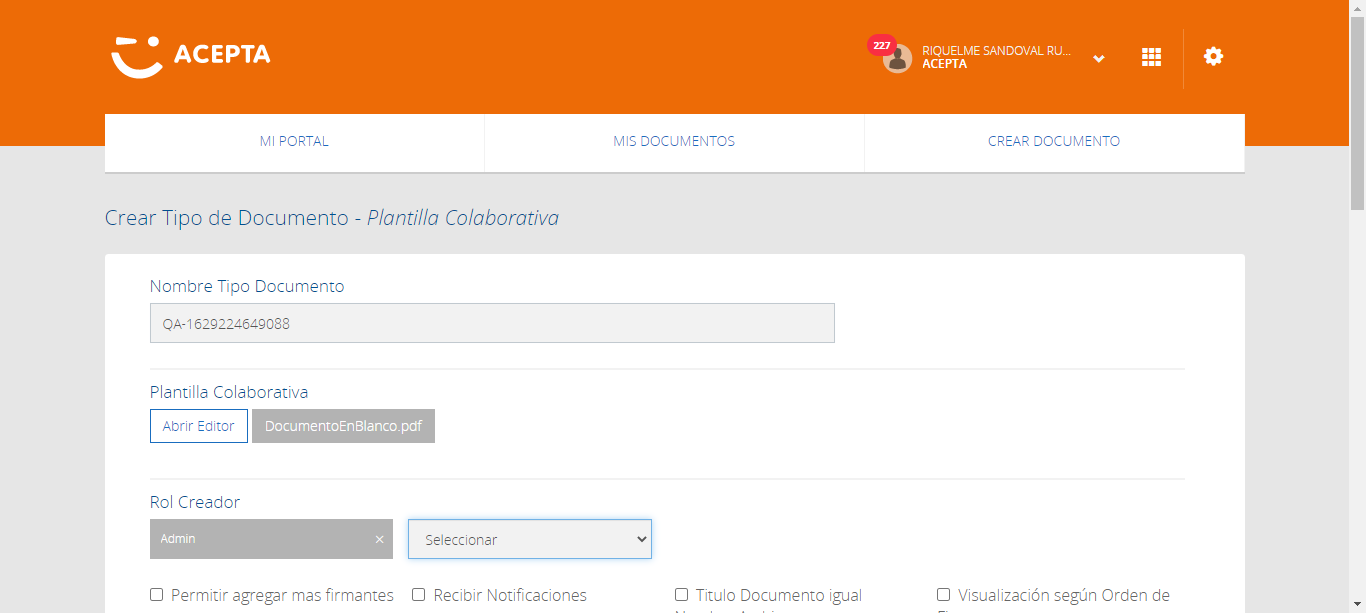 ACEPTA
227
RIQUELME SANDOVAL RU...
ACEPTA
MI PORTAL
MIS DOCUMENTOS
CREAR DOCUMENTO
Crear Tipo de Documento - Plantilla Colaborativa
Nombre Tipo Documento
QA-1629224649088
Plantilla Colaborativa
Abrir Editor
DocumentoEnBlanco.pdf
Rol Creador
Admin ×
Seleccionar
Permitir agregar mas firmantes
Recibir Notificaciones
Titulo Documento igual
Visualización según Orden de